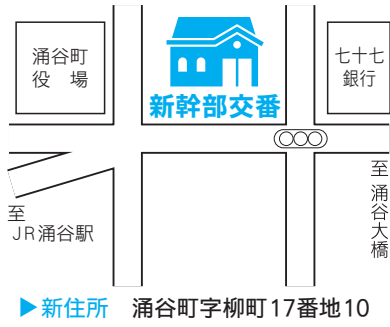 涌谷町
役 場
新幹部交番
七十七
銀行
至
JR涌谷駅
至 涌谷大橋
▶新住所 涌谷町字柳町17番地10